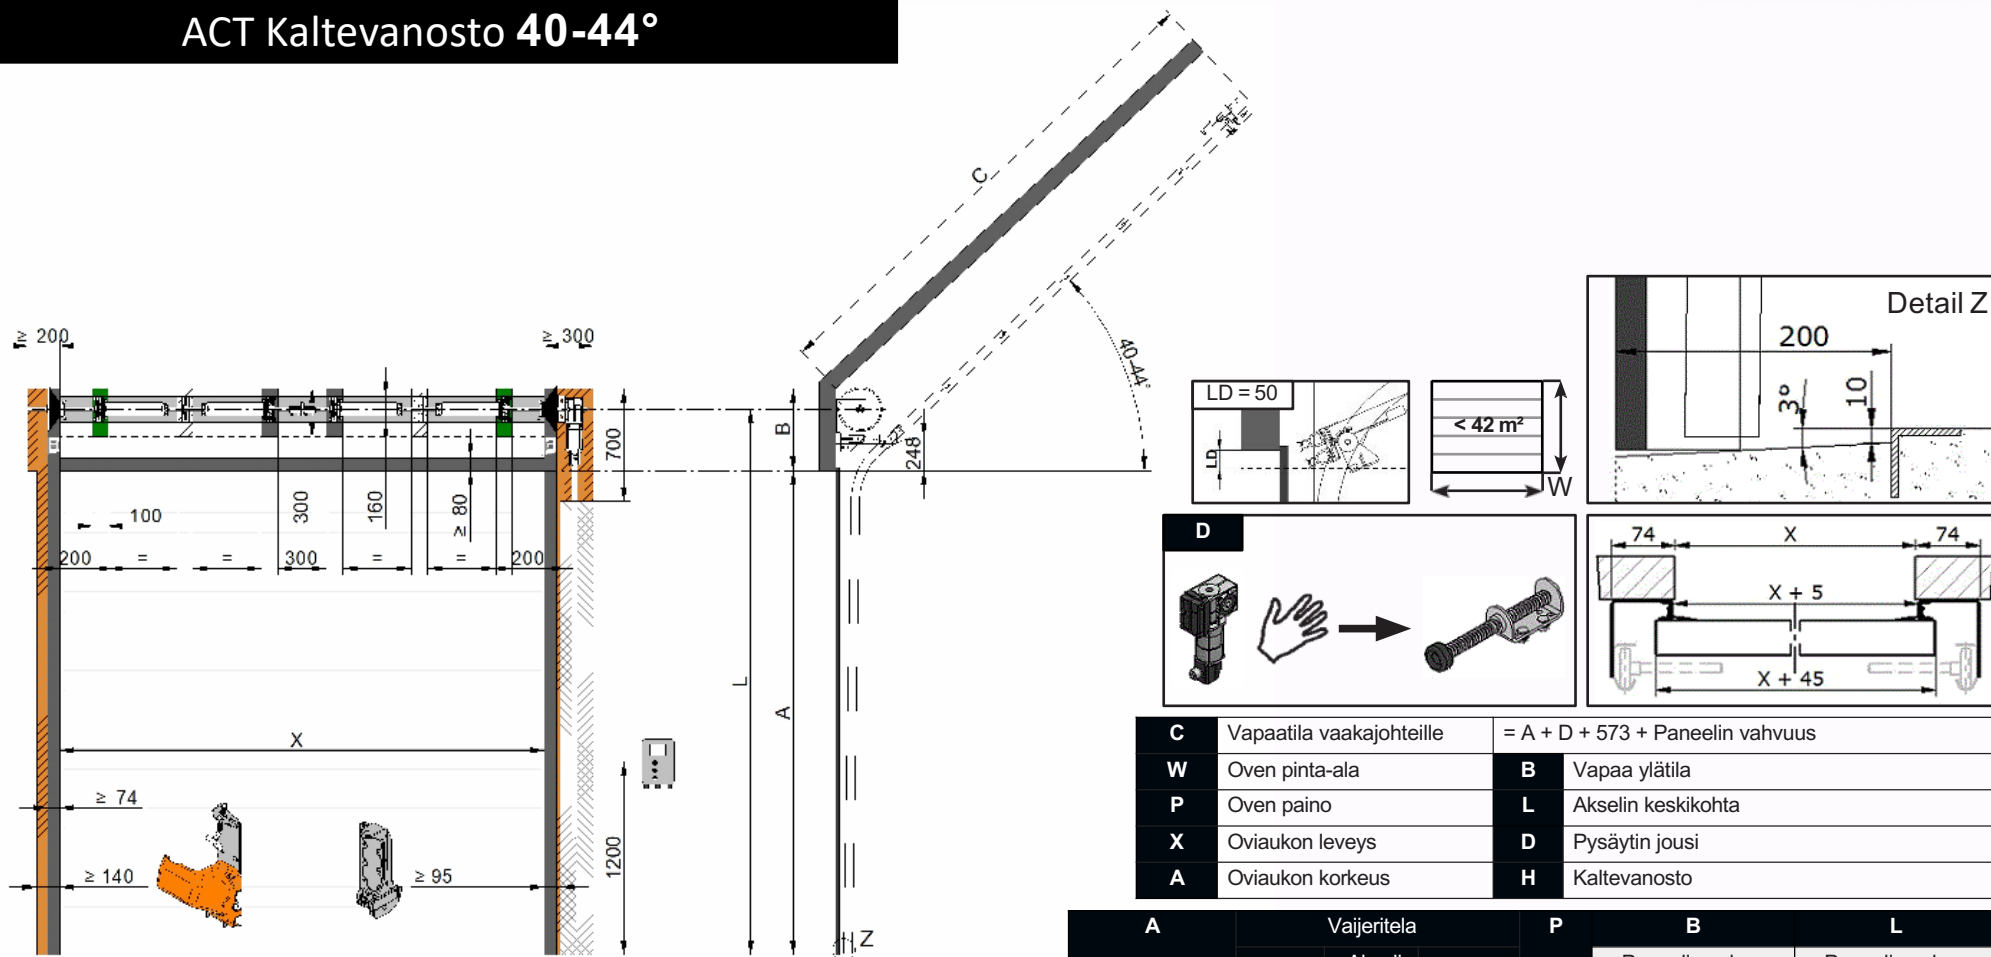 ACT Kaltevanosto 40-44°
≥ 200
≥ 300
B
700
100
300
160
≥ 80
200
=
=
300
=
=
200
X
≥ 74
≥ 140
≥ 95
1200
C
40-44°
B
248
L
A
Z
LD = 50
LD
< 42 m²
W
Detail Z
200
3°
10
D
74
X
74
X + 5
X + 45
C Vapaatila vaakajohteille = A + D + 573 + Paneelin vahvuus
W Oven pinta-ala B Vapaa ylätila
P Oven paino L Akselin keskikohta
X Oviaukon leveys D Pysäytin jousi
A Oviaukon korkeus H Kaltevanosto
A Vaijeritela P B L